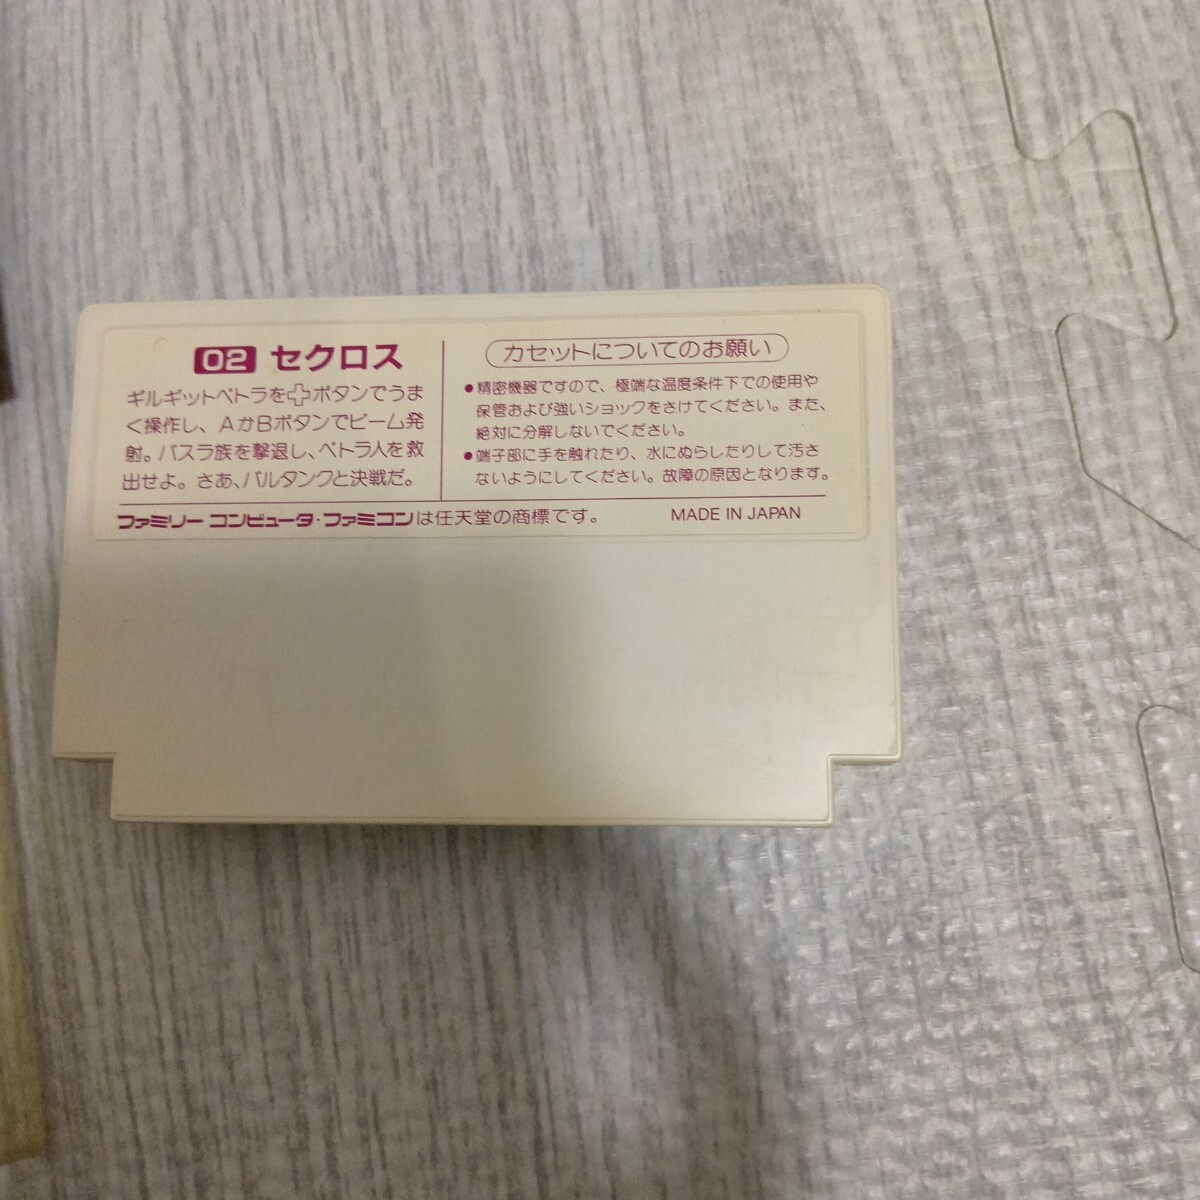 02 セクロス
ギルギットペトラを✚ボタンでうま
く操作し、AかBボタンでビーム発
射。バスラ族を撃退し、ペトラ人を救
出せよ。さあ、バルタンクと決戦だ。
カセットについてのお願い
●精密機器ですので、極端な温度条件下での使用や
保管および強いショックをさけてください。また、
絶対に分解しないでください。
●端子部に手を触れたり、水にぬらしたりして汚さ
ないようにしてください。故障の原因となります。
ファミリーコンピュータ・ファミコンは任天堂の商標です。
MADE IN JAPAN